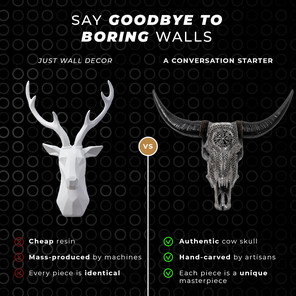 SAY GOODBYE TO
BORING WALLS
JUST WALL DECOR
A CONVERSATION STARTER
VS
Cheap resin
Mass-produced by machines
Every piece is identical
Authentic cow skull
Hand-carved by artisans
Each piece is a unique
masterpiece